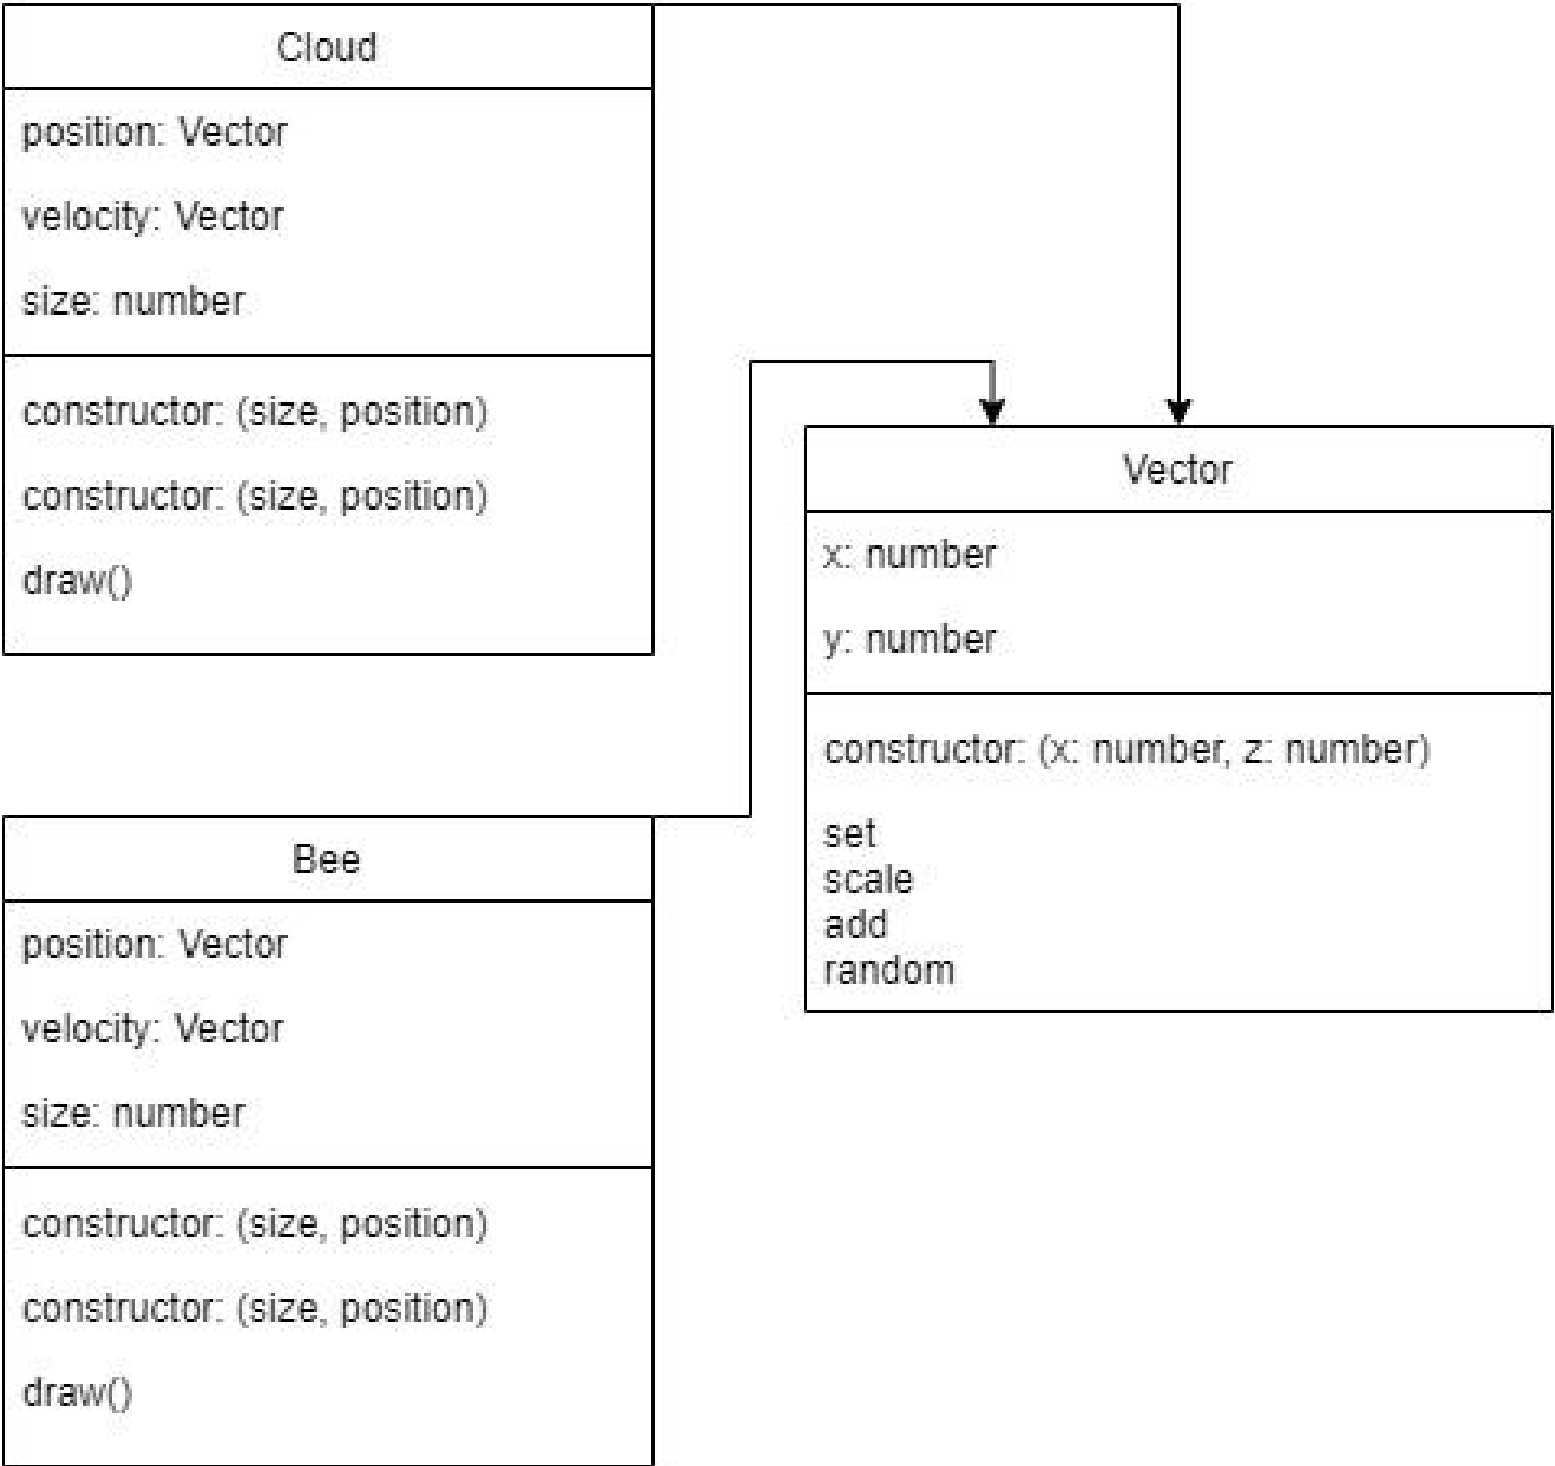 Cloud
position: Vector
velocity: Vector
size: number
constructor: (size, position)
constructor: (size, position)
draw()
Vector
x: number
y: number
constructor: (x: number, z: number)
set
scale
add
random
Bee
position: Vector
velocity: Vector
size: number
constructor: (size, position)
constructor: (size, position)
draw()